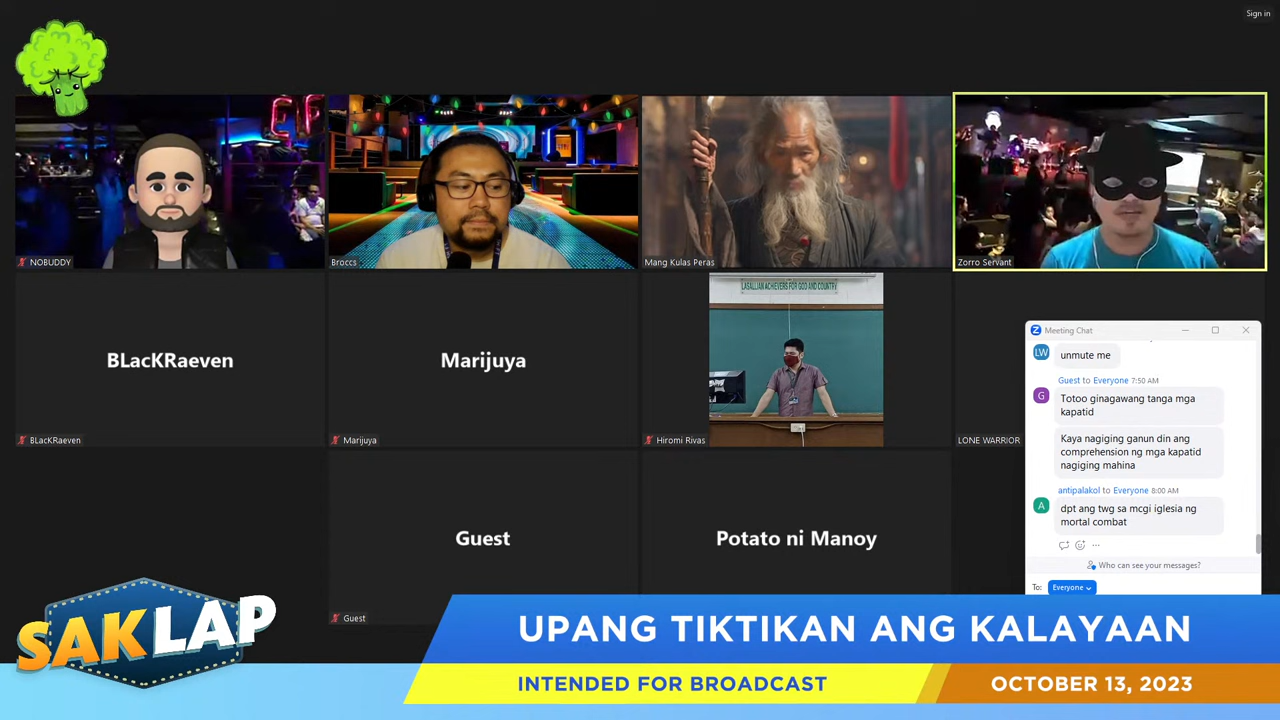 Sign in
NOBUDDY
Broccs
Mang Kulas Peras
Zorro Servant
BLacKRaeven
BLacKRaeven
Marijuya
Marijuya
LASALLIAN ACHIEVERS FOR GOD AND COUNTRY
Hiromi Rivas
LONE WARRIOR
Guest
Guest
Potato ni Manoy
Meeting Chat
LW
unmute me
Guest to Everyone 7:50 AM
G
Totoo ginagawang tanga mga
kapatid
Kaya nagiging ganun din ang
comprehension ng mga kapatid
nagiging mahina
antipalakol to Everyone 8:00 AM
A
dpt ang twg sa mcgi iglesia ng
mortal combat
Who can see your messages?
To: Everyone
SAKLAP
UPANG TIKTIKAN ANG KALAYAAN
INTENDED FOR BROADCAST
OCTOBER 13, 2023